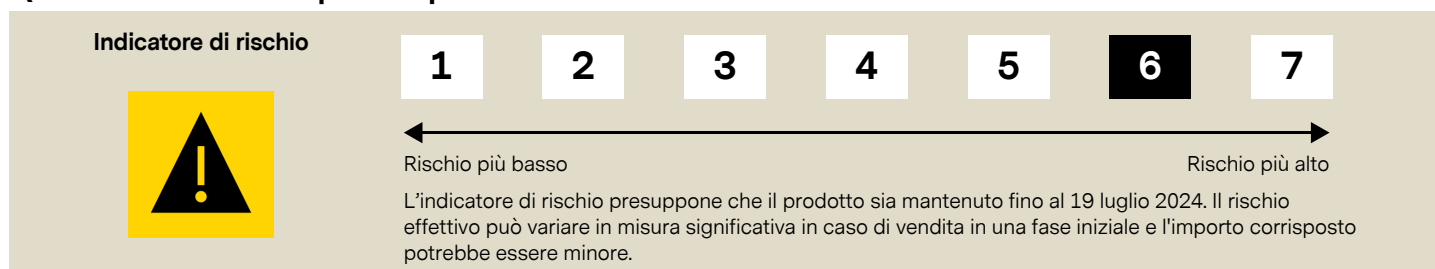 Indicatore di rischio
1 2 3 4 5 6 7
!
Rischio più basso Rischio più alto
L'indicatore di rischio presuppone che il prodotto sia mantenuto fino al 19 luglio 2024. Il rischio
effettivo può variare in misura significativa in caso di vendita in una fase iniziale e l'importo corrisposto
potrebbe essere minore.